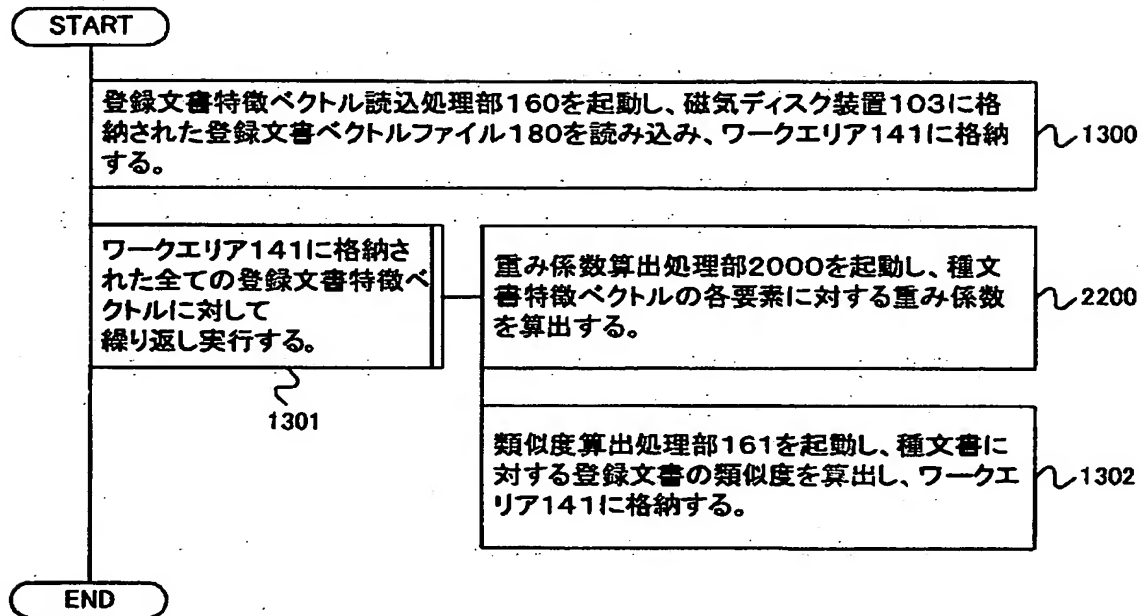 START
登録文書特徴ベクトル読込処理部160を起動し、磁気ディスク装置103に格
納された登録文書ベクトルファイル180を読み込み、ワークエリア141に格納
する。
1300
ワークエリア141に格納さ
れた全ての登録文書特徴ベ
クトルに対して
繰り返し実行する。
1301
重み係数算出処理部2000を起動し、種文
書特徴ベクトルの各要素に対する重み係数
を算出する。
2200
類似度算出処理部161を起動し、種文書に
対する登録文書の類似度を算出し、ワークエ
リア141に格納する。
1302
END